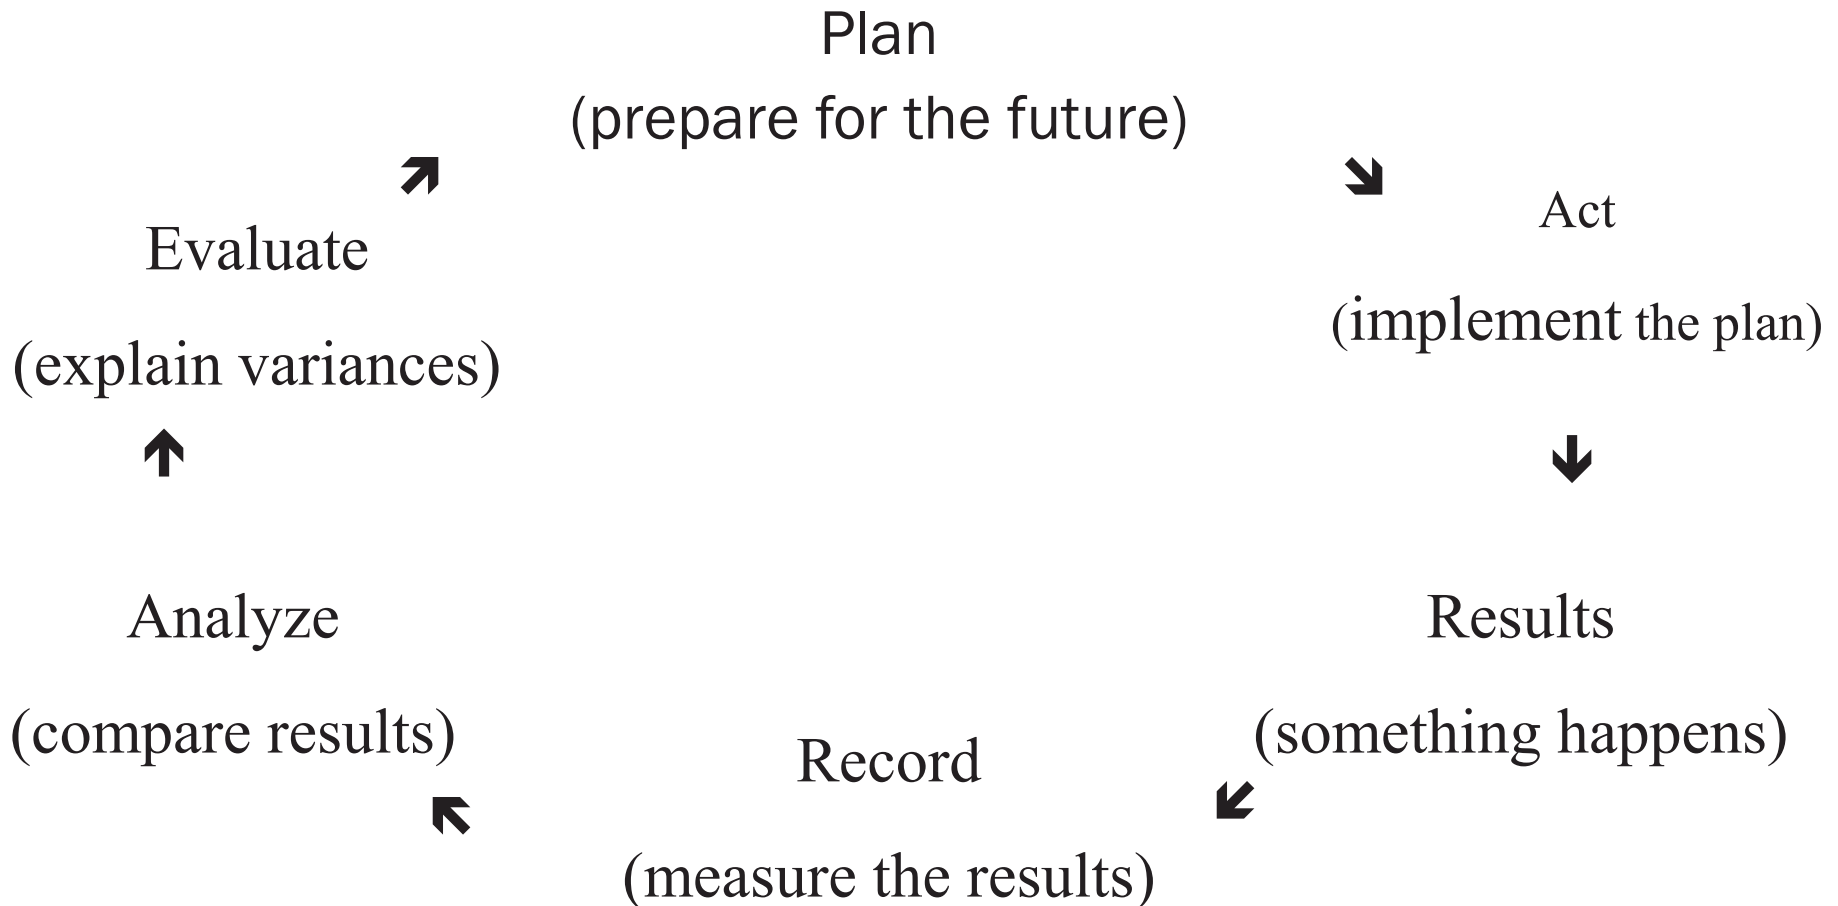 Plan
(prepare for the future)
Act
(implement the plan)
Results
(something happens)
Record
(measure the results)
Analyze
(compare results)
Evaluate
(explain variances)